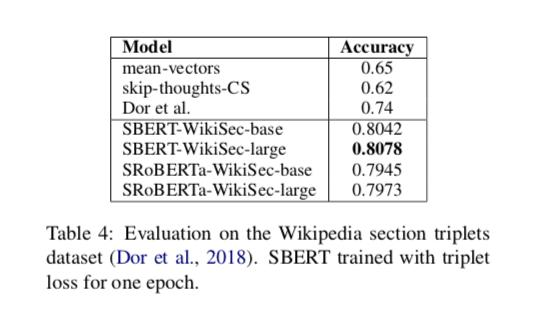 Model Accuracy
mean-vectors 0.65
skip-thoughts-CS 0.62
Dor et al. 0.74
SBERT-WikiSec-base 0.8042
SBERT-WikiSec-large 0.8078
SRoBERTa-WikiSec-base 0.7945
SRoBERTa-WikiSec-large 0.7973
Table 4: Evaluation on the Wikipedia section triplets
dataset (Dor et al., 2018). SBERT trained with triplet
loss for one epoch.